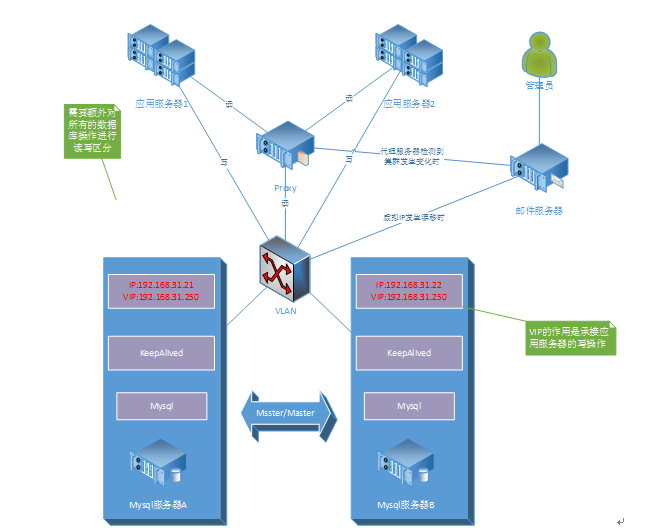 应用服务器1
应用服务器2
管理员
需要额外对
所有的数据
库操作进行
读写区分
读
读
写
写
Proxy
代理服务器检测到
集群发生变化时
邮件服务器
读
虚拟IP发生漂移时
VLAN
IP:192.168.31.21
VIP:192.168.31.250
IP:192.168.31.22
VIP:192.168.31.250
VIP的作用是承接应
用服务器的写操作
KeepAlived
KeepAlived
Mysql
Msster/Master
Mysql
Mysql服务器A
Mysql服务器B